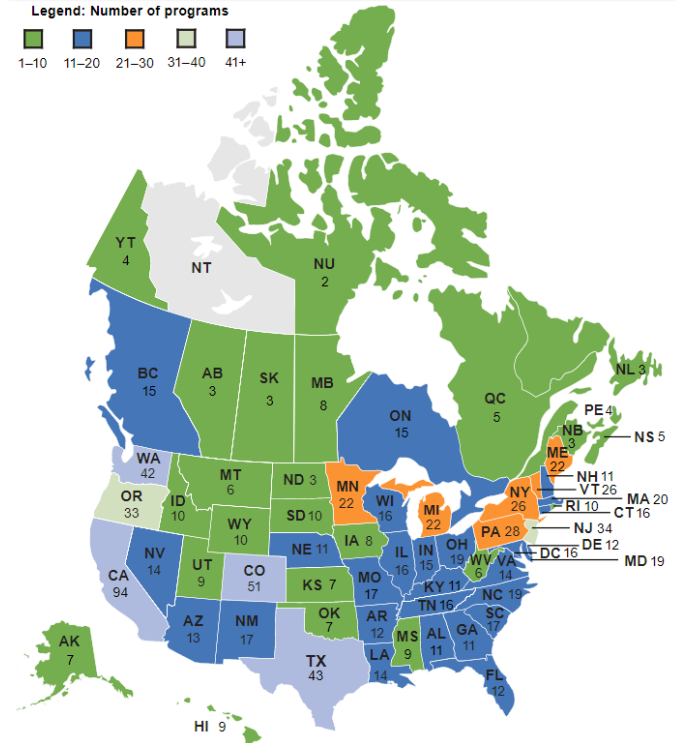 Legend: Number of programs
1–10 11–20 21–30 31–40 41+
YT
4
NT
NU
2
BC
15
AB
3
SK
3
MB
8
ON
15
QC
5
NL 3
PE 4
NB
3
NS 5
WA
42
OR
33
ID
10
MT
6
ND 3
SD 10
WY
10
MN
22
WI
16
MI
22
NY
26
ME
22
NH 11
VT 26
MA 20
RI 10
CT 16
NJ 34
DE 12
DC 16
MD 19
PA 28
CA
94
NV
14
UT
9
CO
51
NE 11
IA 8
KS 7
MO
17
IL
16
IN
15
OH
19
WV
6
VA
14
KY 11
NC 19
TN 16
SC
17
AZ
13
NM
17
OK
7
AR
12
MS
9
AL
11
GA
11
TX
43
LA
14
FL
12
AK
7
HI 9